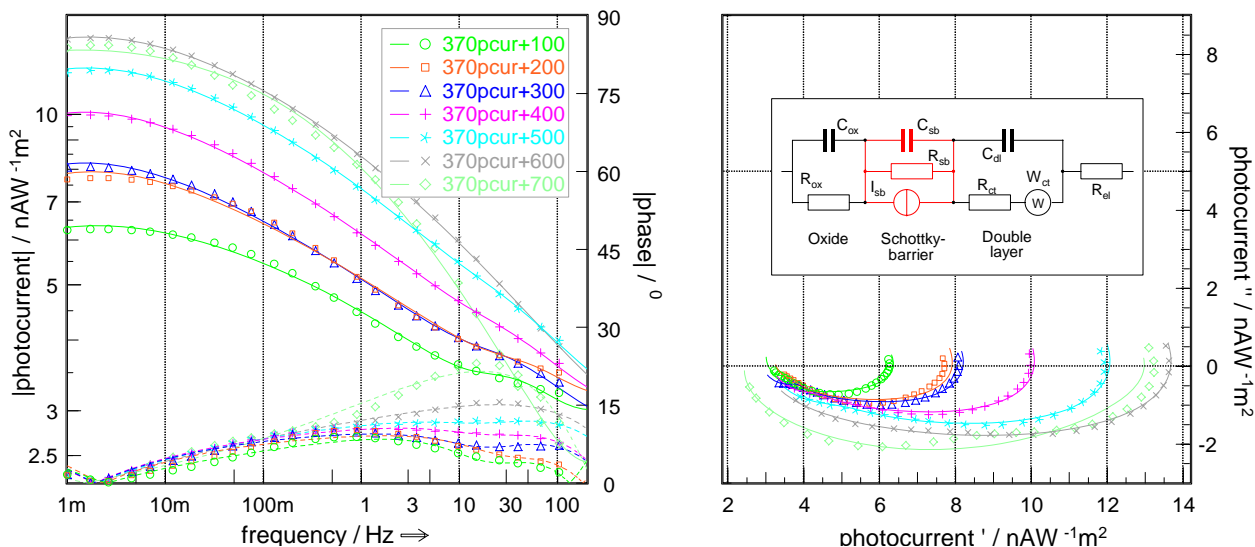 |photocurrent| / nAW⁻¹m²
10
7
5
3
2.5
370pcur+100
370pcur+200
370pcur+300
370pcur+400
370pcur+500
370pcur+600
370pcur+700
90
75
60
45
30
15
0
|phase| / ⁰
1m
10m
100m
1
3
10
30
100
frequency / Hz ⇒
C_ox
C_sb
C_dl
R_sb
W_ct
R_ox
I_sb
R_ct
W
R_el
Oxide
Schottky-
barrier
Double
layer
8
6
4
2
0
-2
photocurrent '' / nAW⁻¹m²
2
4
6
8
10
12
14
photocurrent ' / nAW⁻¹m²